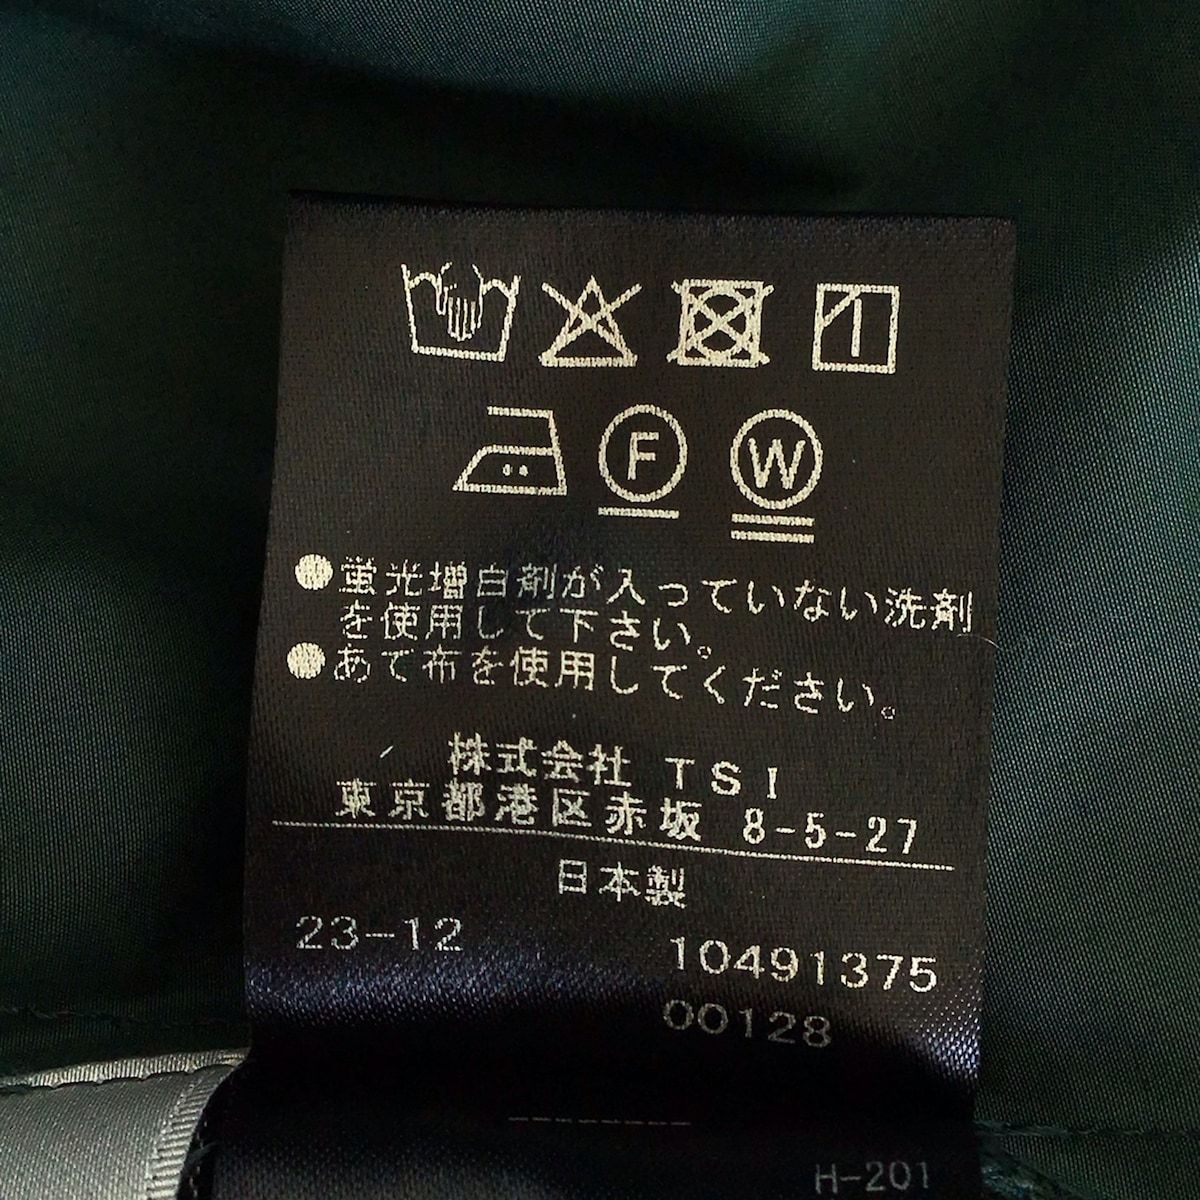 F W
●蛍光増白剤が入っていない洗剤
を使用して下さい。
●あて布を使用してください。
株式会社 TSI
東京都港区赤坂 8-5-27
日本製
23-12 10491375
00128
H-201